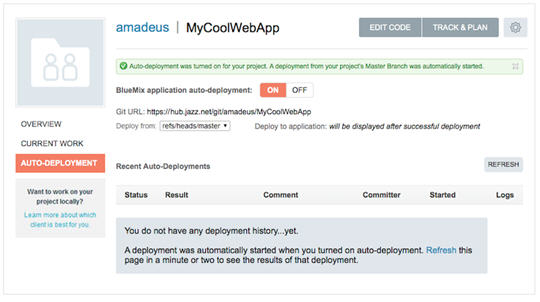 amadeus | MyCoolWebApp
EDIT CODE
TRACK & PLAN
Auto-deployment was turned on for your project. A deployment from your project's Master Branch was automatically started.
BlueMix application auto-deployment: ON OFF
Git URL: https://hub.jazz.net/git/amadeus/MyCoolWebApp
Deploy from: refs/heads/master
Deploy to application: will be displayed after successful deployment
OVERVIEW
CURRENT WORK
AUTO-DEPLOYMENT
Want to work on your
project locally?
Learn more about which
client is best for you.
Recent Auto-Deployments
REFRESH
Status Result Comment Committer Started Logs
You do not have any deployment history...yet.
A deployment was automatically started when you turned on auto-deployment. Refresh this
page in a minute or two to see the results of that deployment.